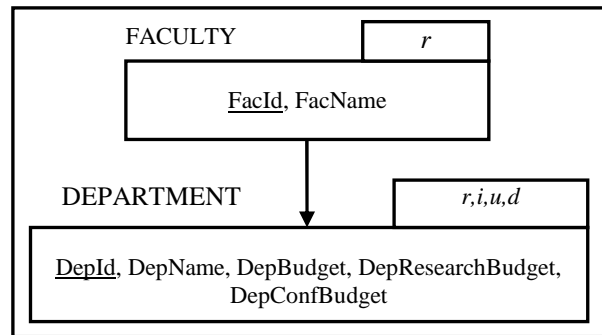 FACULTY
r
FacId, FacName
DEPARTMENT
r,i,u,d
DepId, DepName, DepBudget, DepResearchBudget,
DepConfBudget